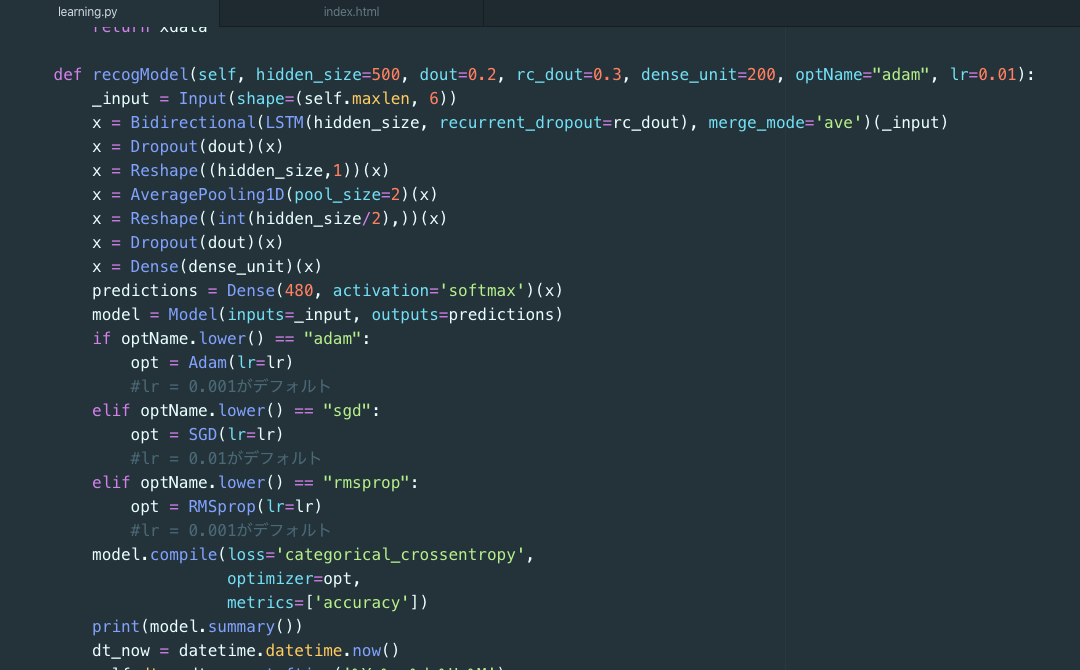 learning.py
index.html
return xdata
def recogModel(self, hidden_size=500, dout=0.2, rc_dout=0.3, dense_unit=200, optName="adam", lr=0.01):
_input = Input(shape=(self.maxlen, 6))
x = Bidirectional(LSTM(hidden_size, recurrent_dropout=rc_dout), merge_mode='ave')(_input)
x = Dropout(dout)(x)
x = Reshape((hidden_size,1))(x)
x = AveragePooling1D(pool_size=2)(x)
x = Reshape((int(hidden_size/2),))(x)
x = Dropout(dout)(x)
x = Dense(dense_unit)(x)
predictions = Dense(480, activation='softmax')(x)
model = Model(inputs=_input, outputs=predictions)
if optName.lower() == "adam":
opt = Adam(lr=lr)
#lr = 0.001がデフォルト
elif optName.lower() == "sgd":
opt = SGD(lr=lr)
#lr = 0.01がデフォルト
elif optName.lower() == "rmsprop":
opt = RMSprop(lr=lr)
#lr = 0.001がデフォルト
model.compile(loss='categorical_crossentropy',
optimizer=opt,
metrics=['accuracy'])
print(model.summary())
dt_now = datetime.datetime.now()